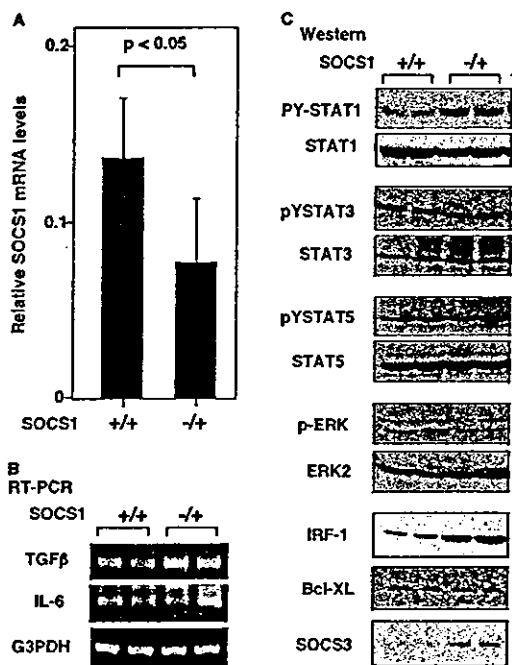 A
0.2
p < 0.05
0.1
0
Relative SOCS1 mRNA levels
SOCS1 +/+ -/+
B
RT-PCR
SOCS1 +/+ -/+
TGFβ
IL-6
G3PDH
C
Western
SOCS1 +/+ -/+
PY-STAT1
STAT1
pYSTAT3
STAT3
pYSTAT5
STAT5
p-ERK
ERK2
IRF-1
Bcl-XL
SOCS3